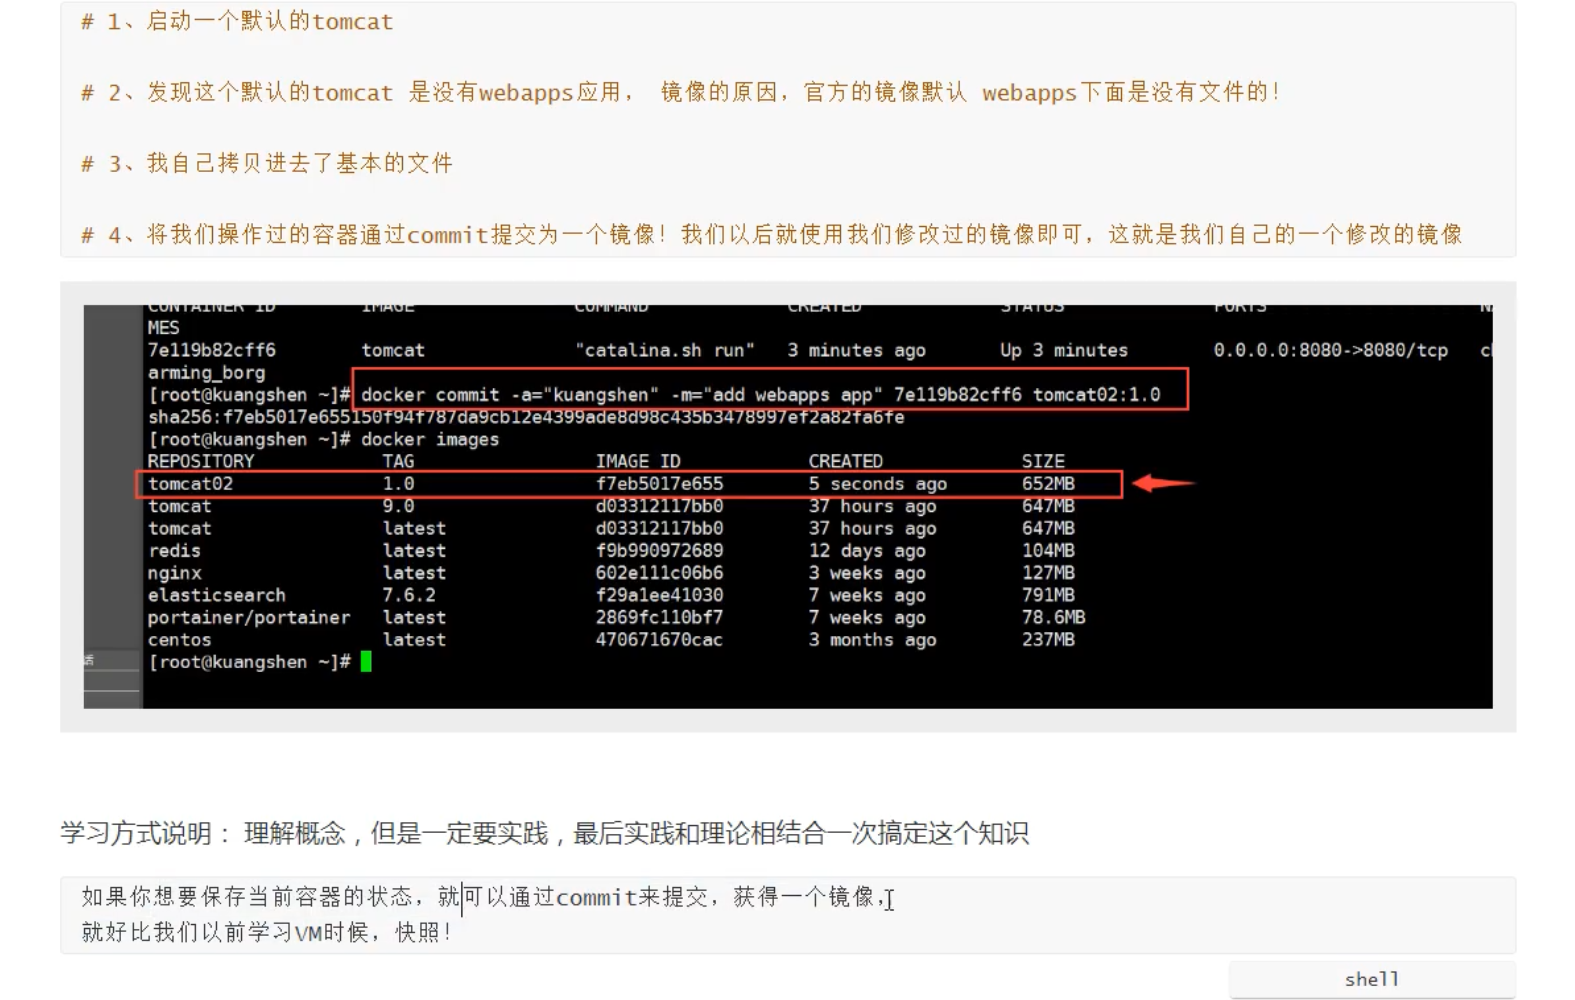 # 1、启动一个默认的tomcat
# 2、发现这个默认的tomcat 是没有webapps应用， 镜像的原因，官方的镜像默认 webapps下面是没有文件的！
# 3、我自己拷贝进去了基本的文件
# 4、将我们操作过的容器通过commit提交为一个镜像！我们以后就使用我们修改过的镜像即可，这就是我们自己的一个修改的镜像
CONTAINER ID IMAGE COMMAND CREATED STATUS PORTS
MES
7e119b82cff6 tomcat "catalina.sh run" 3 minutes ago Up 3 minutes 0.0.0.0:8080->8080/tcp
arming_borg
[root@kuangshen ~]# docker commit -a="kuangshen" -m="add webapps app" 7e119b82cff6 tomcat02:1.0
sha256:f7eb5017e655150f94f787da9cb12e4399ade8d98c435b3478997ef2a82fa6fe
[root@kuangshen ~]# docker images
REPOSITORY TAG IMAGE ID CREATED SIZE
tomcat02 1.0 f7eb5017e655 5 seconds ago 652MB
tomcat 9.0 d03312117bb0 37 hours ago 647MB
tomcat latest d03312117bb0 37 hours ago 647MB
redis latest f9b990972689 12 days ago 104MB
nginx latest 602e111c06b6 3 weeks ago 127MB
elasticsearch 7.6.2 f29a1ee41030 7 weeks ago 791MB
portainer/portainer latest 2869fc110bf7 7 weeks ago 78.6MB
centos latest 470671670cac 3 months ago 237MB
[root@kuangshen ~]#
学习方式说明： 理解概念，但是一定要实践，最后实践和理论相结合一次搞定这个知识
如果你想要保存当前容器的状态，就可以通过commit来提交，获得一个镜像，
就好比我们以前学习VM时候，快照！
shell